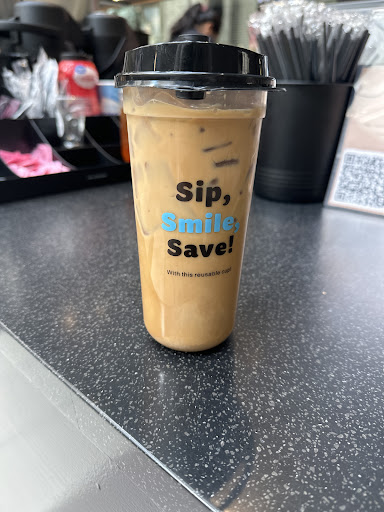 Sip,
Smile,
Save!
With this reusable cup!